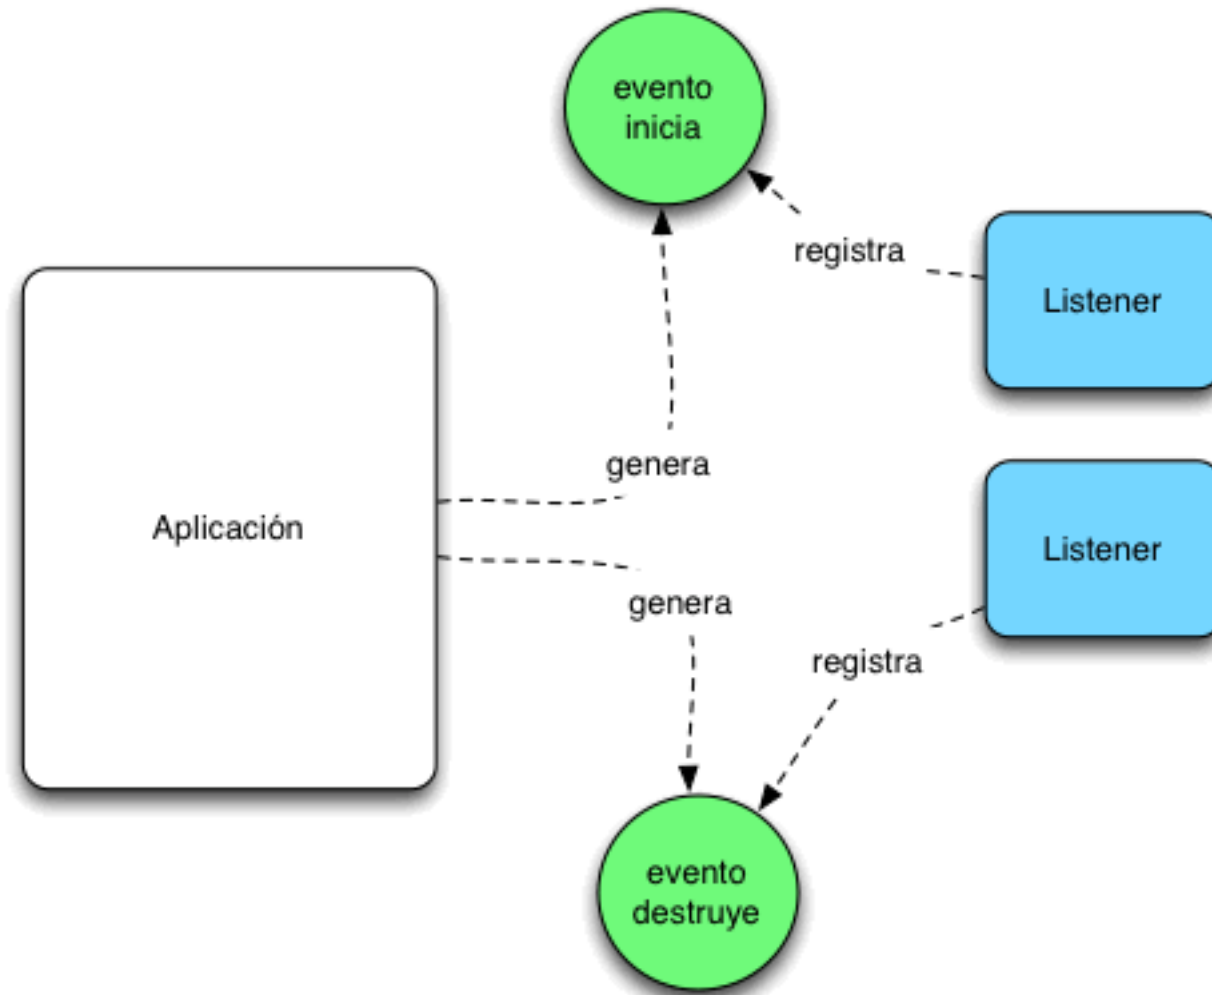 evento
inicia
registra
Listener
genera
Aplicación
Listener
genera
registra
evento
destruye